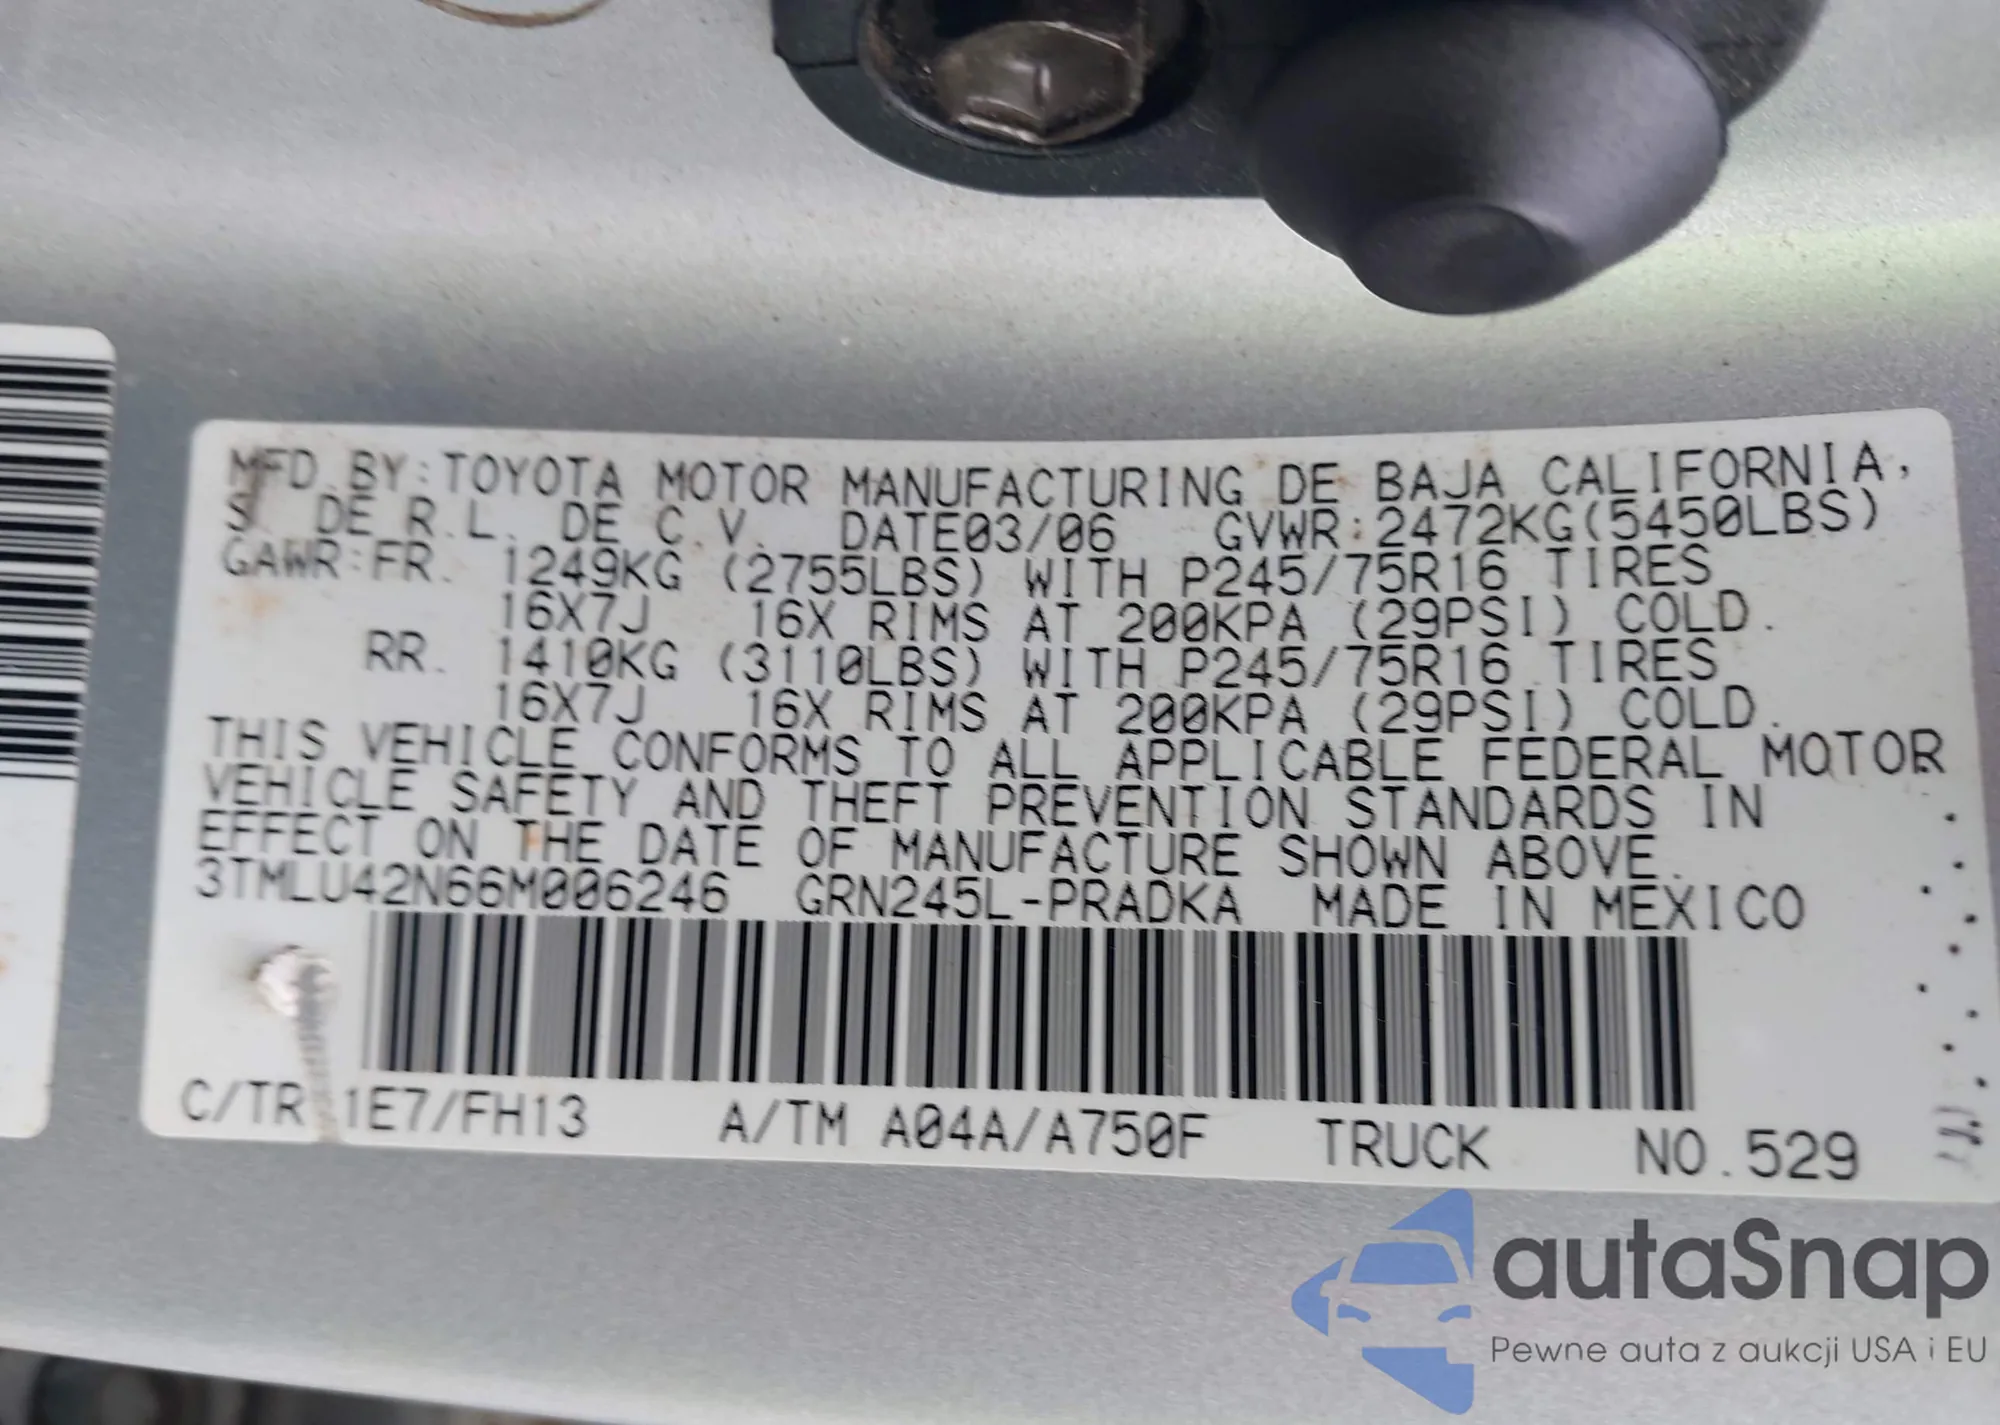 MFD.BY:TOYOTA MOTOR MANUFACTURING DE BAJA CALIFORNIA,
S. DE R.L. DE C.V. DATE03/06 GVWR:2472KG(5450LBS)
GAWR:FR. 1249KG (2755LBS) WITH P245/75R16 TIRES
16X7J 16X RIMS AT 200KPA (29PSI) COLD.
RR. 1410KG (3110LBS) WITH P245/75R16 TIRES
16X7J 16X RIMS AT 200KPA (29PSI) COLD.
THIS VEHICLE CONFORMS TO ALL APPLICABLE FEDERAL MOTOR
VEHICLE SAFETY AND THEFT PREVENTION STANDARDS IN
EFFECT ON THE DATE OF MANUFACTURE SHOWN ABOVE.
3TMLU42N66M006246 GRN245L-PRADKA MADE IN MEXICO
C/TR 1E7/FH13 A/TM A04A/A750F TRUCK NO.529
autaSnap
Pewne auta z aukcji USA i EU